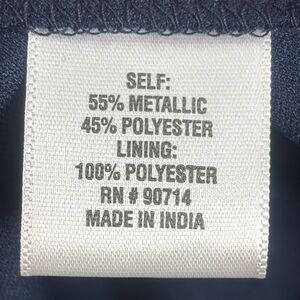 SELF:
55% METALLIC
45% POLYESTER
LINING:
100% POLYESTER
RN # 90714
MADE IN INDIA